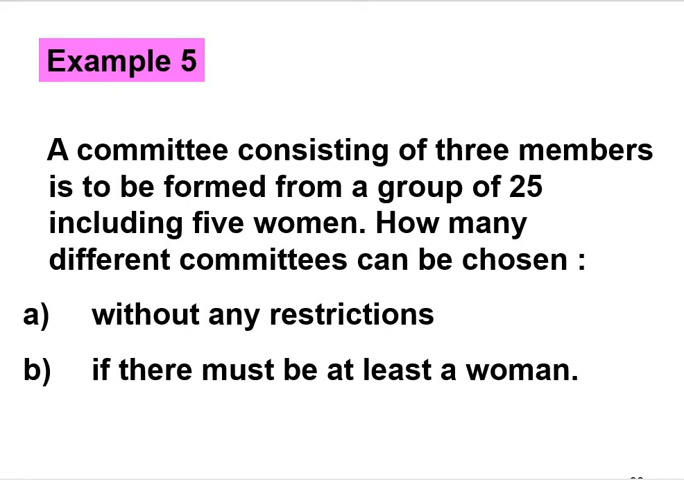 Example 5
A committee consisting of three members
is to be formed from a group of 25
including five women. How many
different committees can be chosen :
a) without any restrictions
b) if there must be at least a woman.